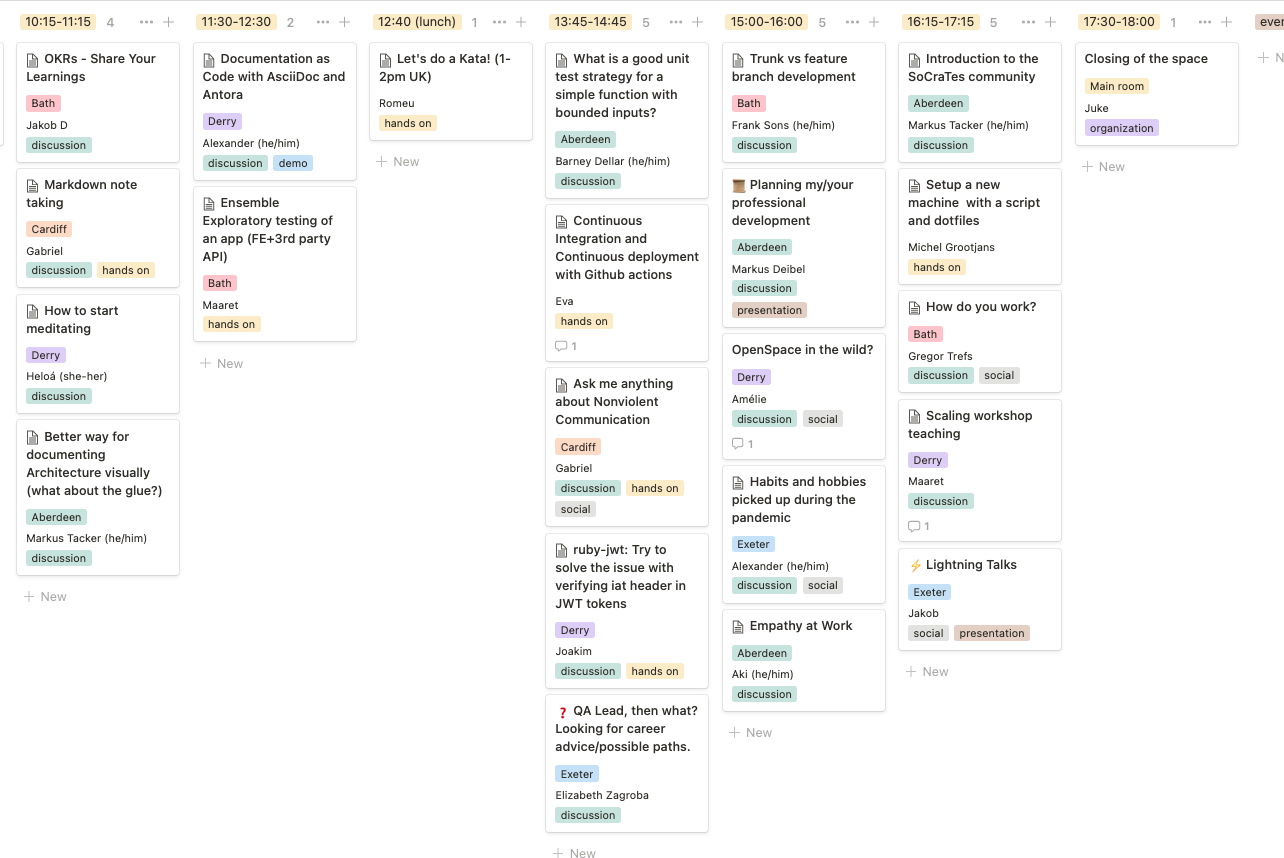 10:15-11:15 4
OKRs - Share Your
Learnings
Bath
Jakob D
discussion
Markdown note
taking
Cardiff
Gabriel
discussion hands on
How to start
meditating
Derry
Heloá (she-her)
discussion
Better way for
documenting
Architecture visually
(what about the glue?)
Aberdeen
Markus Tacker (he/him)
discussion
New
11:30-12:30 2
Documentation as
Code with AsciiDoc and
Antora
Derry
Alexander (he/him)
discussion demo
Ensemble
Exploratory testing of
an app (FE+3rd party
API)
Bath
Maaret
hands on
New
12:40 (lunch) 1
Let's do a Kata! (1-
2pm UK)
Romeu
hands on
New
13:45-14:45 5
What is a good unit
test strategy for a
simple function with
bounded inputs?
Aberdeen
Barney Dellar (he/him)
discussion
Continuous
Integration and
Continuous deployment
with Github actions
Eva
hands on
1
Ask me anything
about Nonviolent
Communication
Cardiff
Gabriel
discussion hands on
social
ruby-jwt: Try to
solve the issue with
verifying iat header in
JWT tokens
Derry
Joakim
discussion hands on
❓ QA Lead, then what?
Looking for career
advice/possible paths.
Exeter
Elizabeth Zagroba
discussion
New
15:00-16:00 5
Trunk vs feature
branch development
Bath
Frank Sons (he/him)
discussion
Planning my/your
professional
development
Aberdeen
Markus Deibel
discussion
presentation
OpenSpace in the wild?
Derry
Amélie
discussion social
1
Habits and hobbies
picked up during the
pandemic
Exeter
Alexander (he/him)
discussion social
Empathy at Work
Aberdeen
Aki (he/him)
discussion
New
16:15-17:15 5
Introduction to the
SoCraTes community
Aberdeen
Markus Tacker (he/him)
discussion
Setup a new
machine with a script
and dotfiles
Michel Grootjans
hands on
How do you work?
Bath
Gregor Trefs
discussion social
Scaling workshop
teaching
Derry
Maaret
discussion
1
⚡ Lightning Talks
Exeter
Jakob
social presentation
New
17:30-18:00 1
Closing of the space
Main room
Juke
organization
New